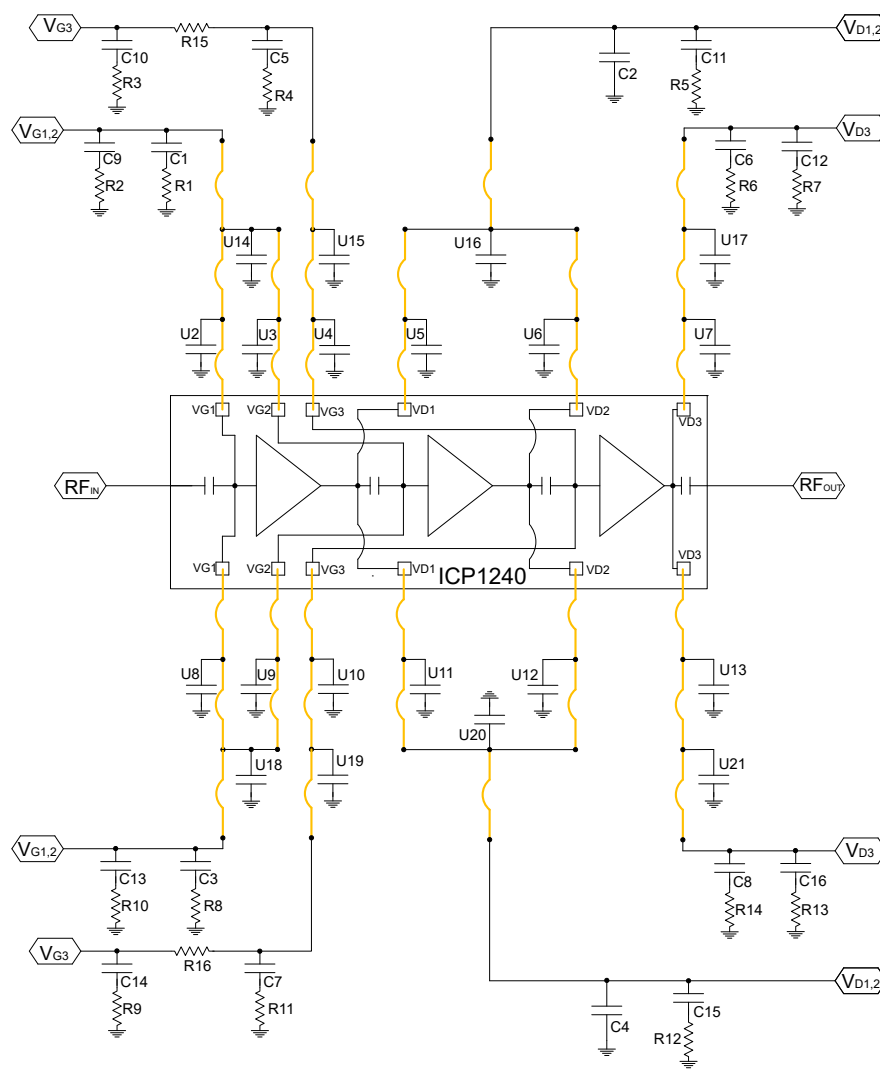 VG3
R15
VD1,2
C10
C5
C2
C11
R3
R4
R5
VG1,2
VD3
C9
C1
C6
C12
R2
R1
R6
R7
U14
U15
U16
U17
U2
U3
U4
U5
U6
U7
VG1
VG2
VG3
VD1
VD2
VD3
RFIN
RFOUT
VG1
VG2
VG3
VD1
VD2
VD3
ICP1240
U8
U9
U10
U11
U12
U13
U18
U19
U20
U21
VG1,2
VD3
C13
C3
C8
C16
R10
R8
R14
R13
VG3
R16
VD1,2
C14
C7
C4
C15
R9
R11
R12